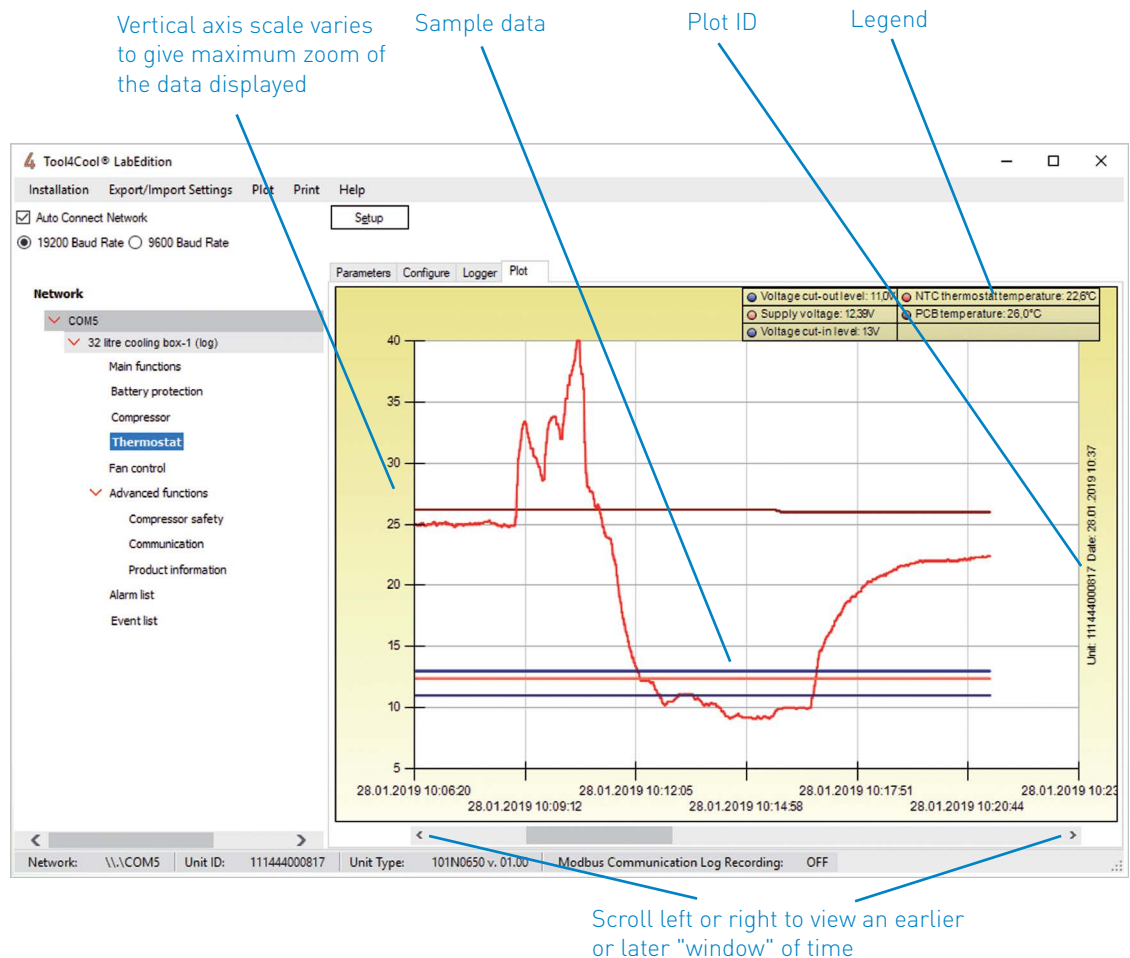 Vertical axis scale varies
to give maximum zoom of
the data displayed
Sample data
Plot ID
Legend
4 Tool4Cool® LabEdition
Installation Export/Import Settings Plot Print Help
Auto Connect Network
Setup
19200 Baud Rate 9600 Baud Rate
Parameters Configure Logger Plot
Network
COM5
32 litre cooling box-1 (log)
Main functions
Battery protection
Compressor
Thermostat
Fan control
Advanced functions
Compressor safety
Communication
Product information
Alarm list
Event list
Voltage cut-out level: 11,0V NTC thermostat temperature: 22,6°C
Supply voltage: 12,39V PCB temperature: 26,0°C
Voltage cut-in level: 13V
40
35
30
25
20
15
10
5
28.01.2019 10:06:20 28.01.2019 10:12:05 28.01.2019 10:17:51 28.01.2019 10:23
28.01.2019 10:09:12 28.01.2019 10:14:58 28.01.2019 10:20:44
Unit: 111444000817 Date: 28.01.2019 10:37
Network: \\.\COM5 Unit ID: 111444000817 Unit Type: 101N0650 v. 01.00 Modbus Communication Log Recording: OFF
Scroll left or right to view an earlier
or later "window" of time